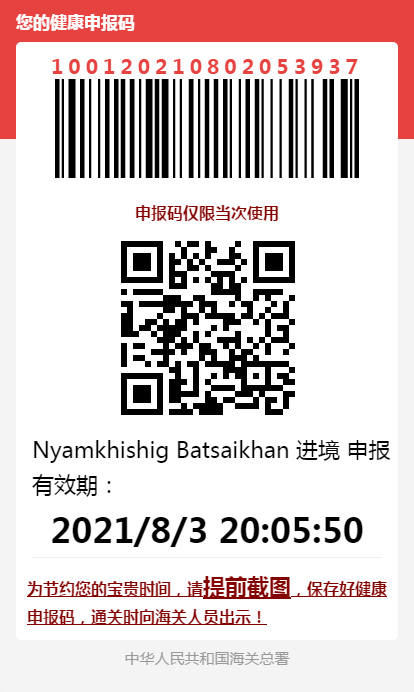 您的健康申报码
100120210802053937
申报码仅限当次使用
Nyamkhishig Batsaikhan 进境 申报
有效期：
2021/8/3 20:05:50
为节约您的宝贵时间，请提前截图，保存好健康
申报码，通关时向海关人员出示！
中华人民共和国海关总署